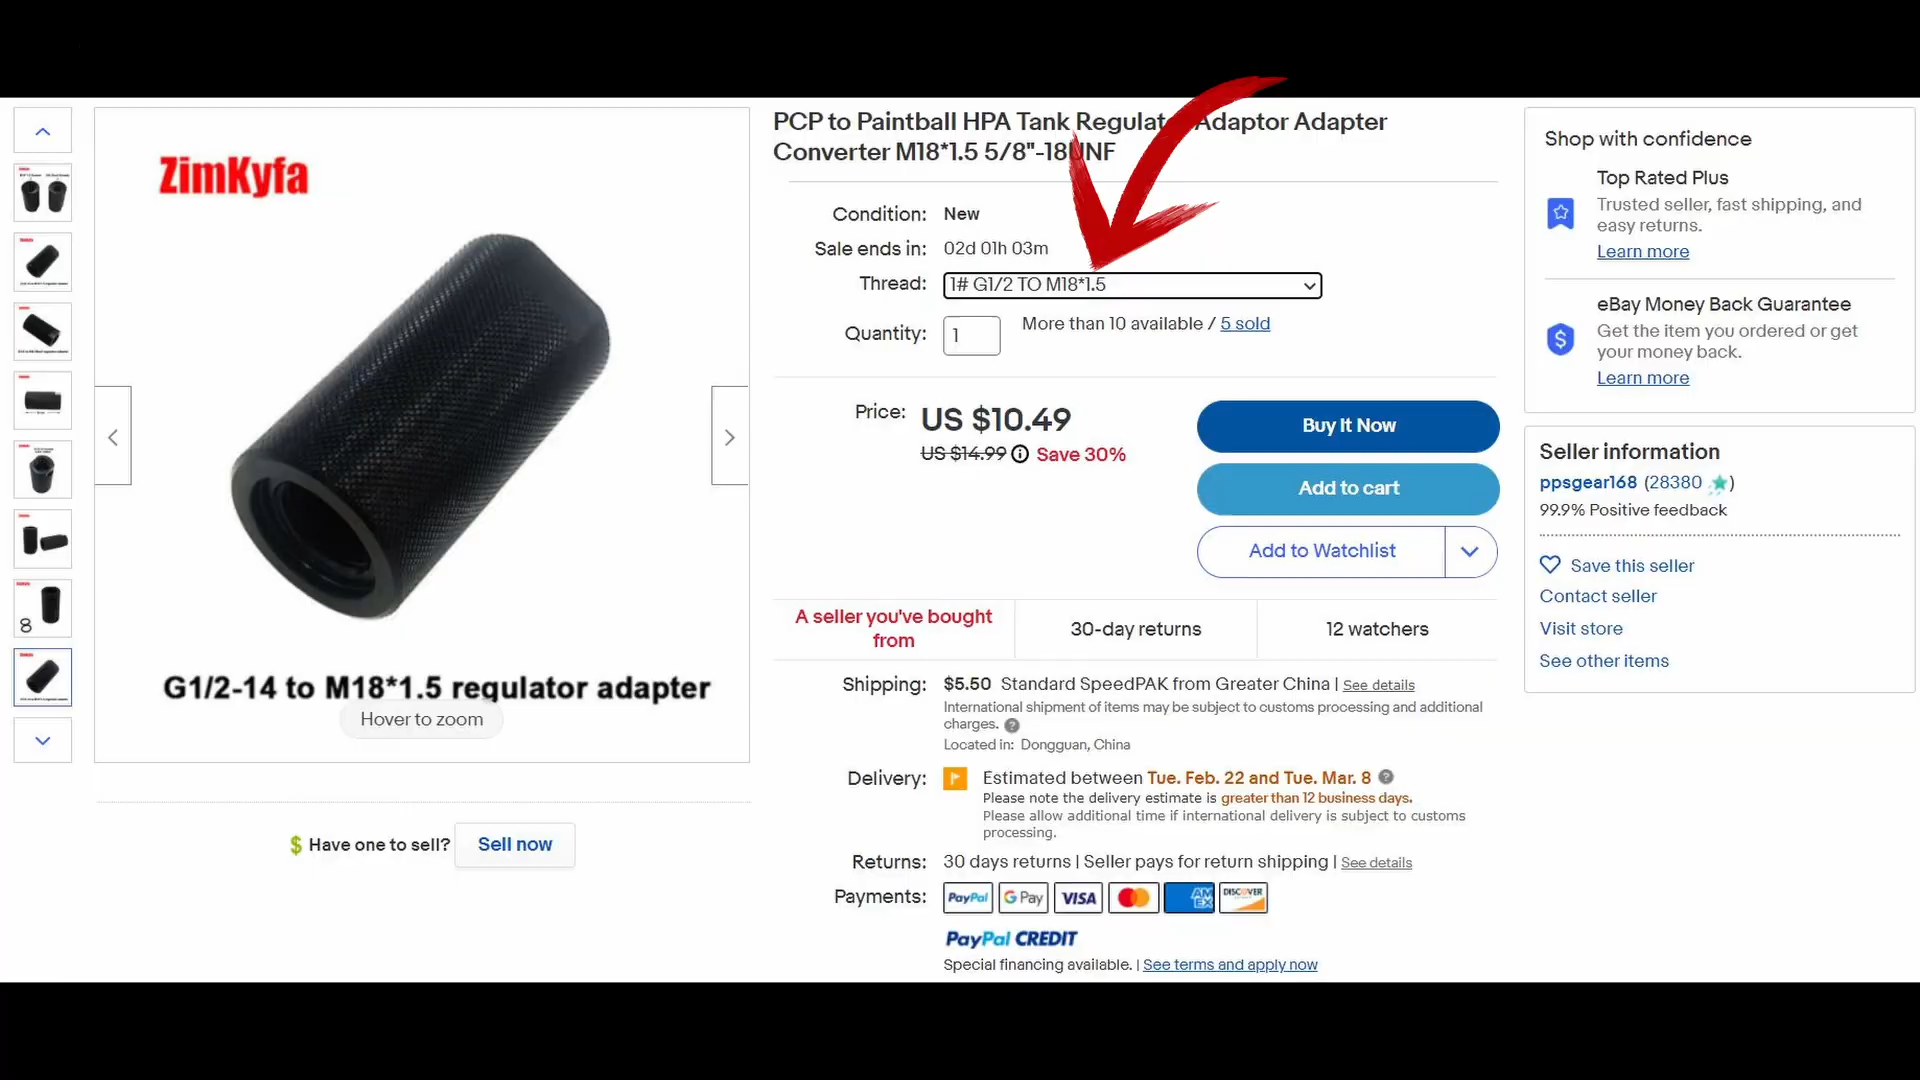 ZimKyfa
G1/2-14 to M18*1.5 regulator adapter
Hover to zoom
8
Have one to sell?
Sell now
PCP to Paintball HPA Tank Regulator Adaptor Adapter
Converter M18*1.5 5/8"-18UNF
Condition: New
Sale ends in: 02d 01h 03m
Thread: 1# G1/2 TO M18*1.5
Quantity: 1 More than 10 available / 5 sold
Price: US $10.49
US $14.99 Save 30%
Buy It Now
Add to cart
Add to Watchlist
A seller you've bought
from
30-day returns
12 watchers
Shipping: $5.50 Standard SpeedPAK from Greater China | See details
International shipment of items may be subject to customs processing and additional
charges.
Located in: Dongguan, China
Delivery: Estimated between Tue. Feb. 22 and Tue. Mar. 8
Please note the delivery estimate is greater than 12 business days.
Please allow additional time if international delivery is subject to customs
processing.
Returns: 30 days returns | Seller pays for return shipping | See details
Payments: PayPal G Pay VISA AMEX DISCOVER
PayPal CREDIT
Special financing available. | See terms and apply now
Shop with confidence
Top Rated Plus
Trusted seller, fast shipping, and
easy returns.
Learn more
eBay Money Back Guarantee
Get the item you ordered or get
your money back.
Learn more
Seller information
ppsgear168 (28380)
99.9% Positive feedback
Save this seller
Contact seller
Visit store
See other items